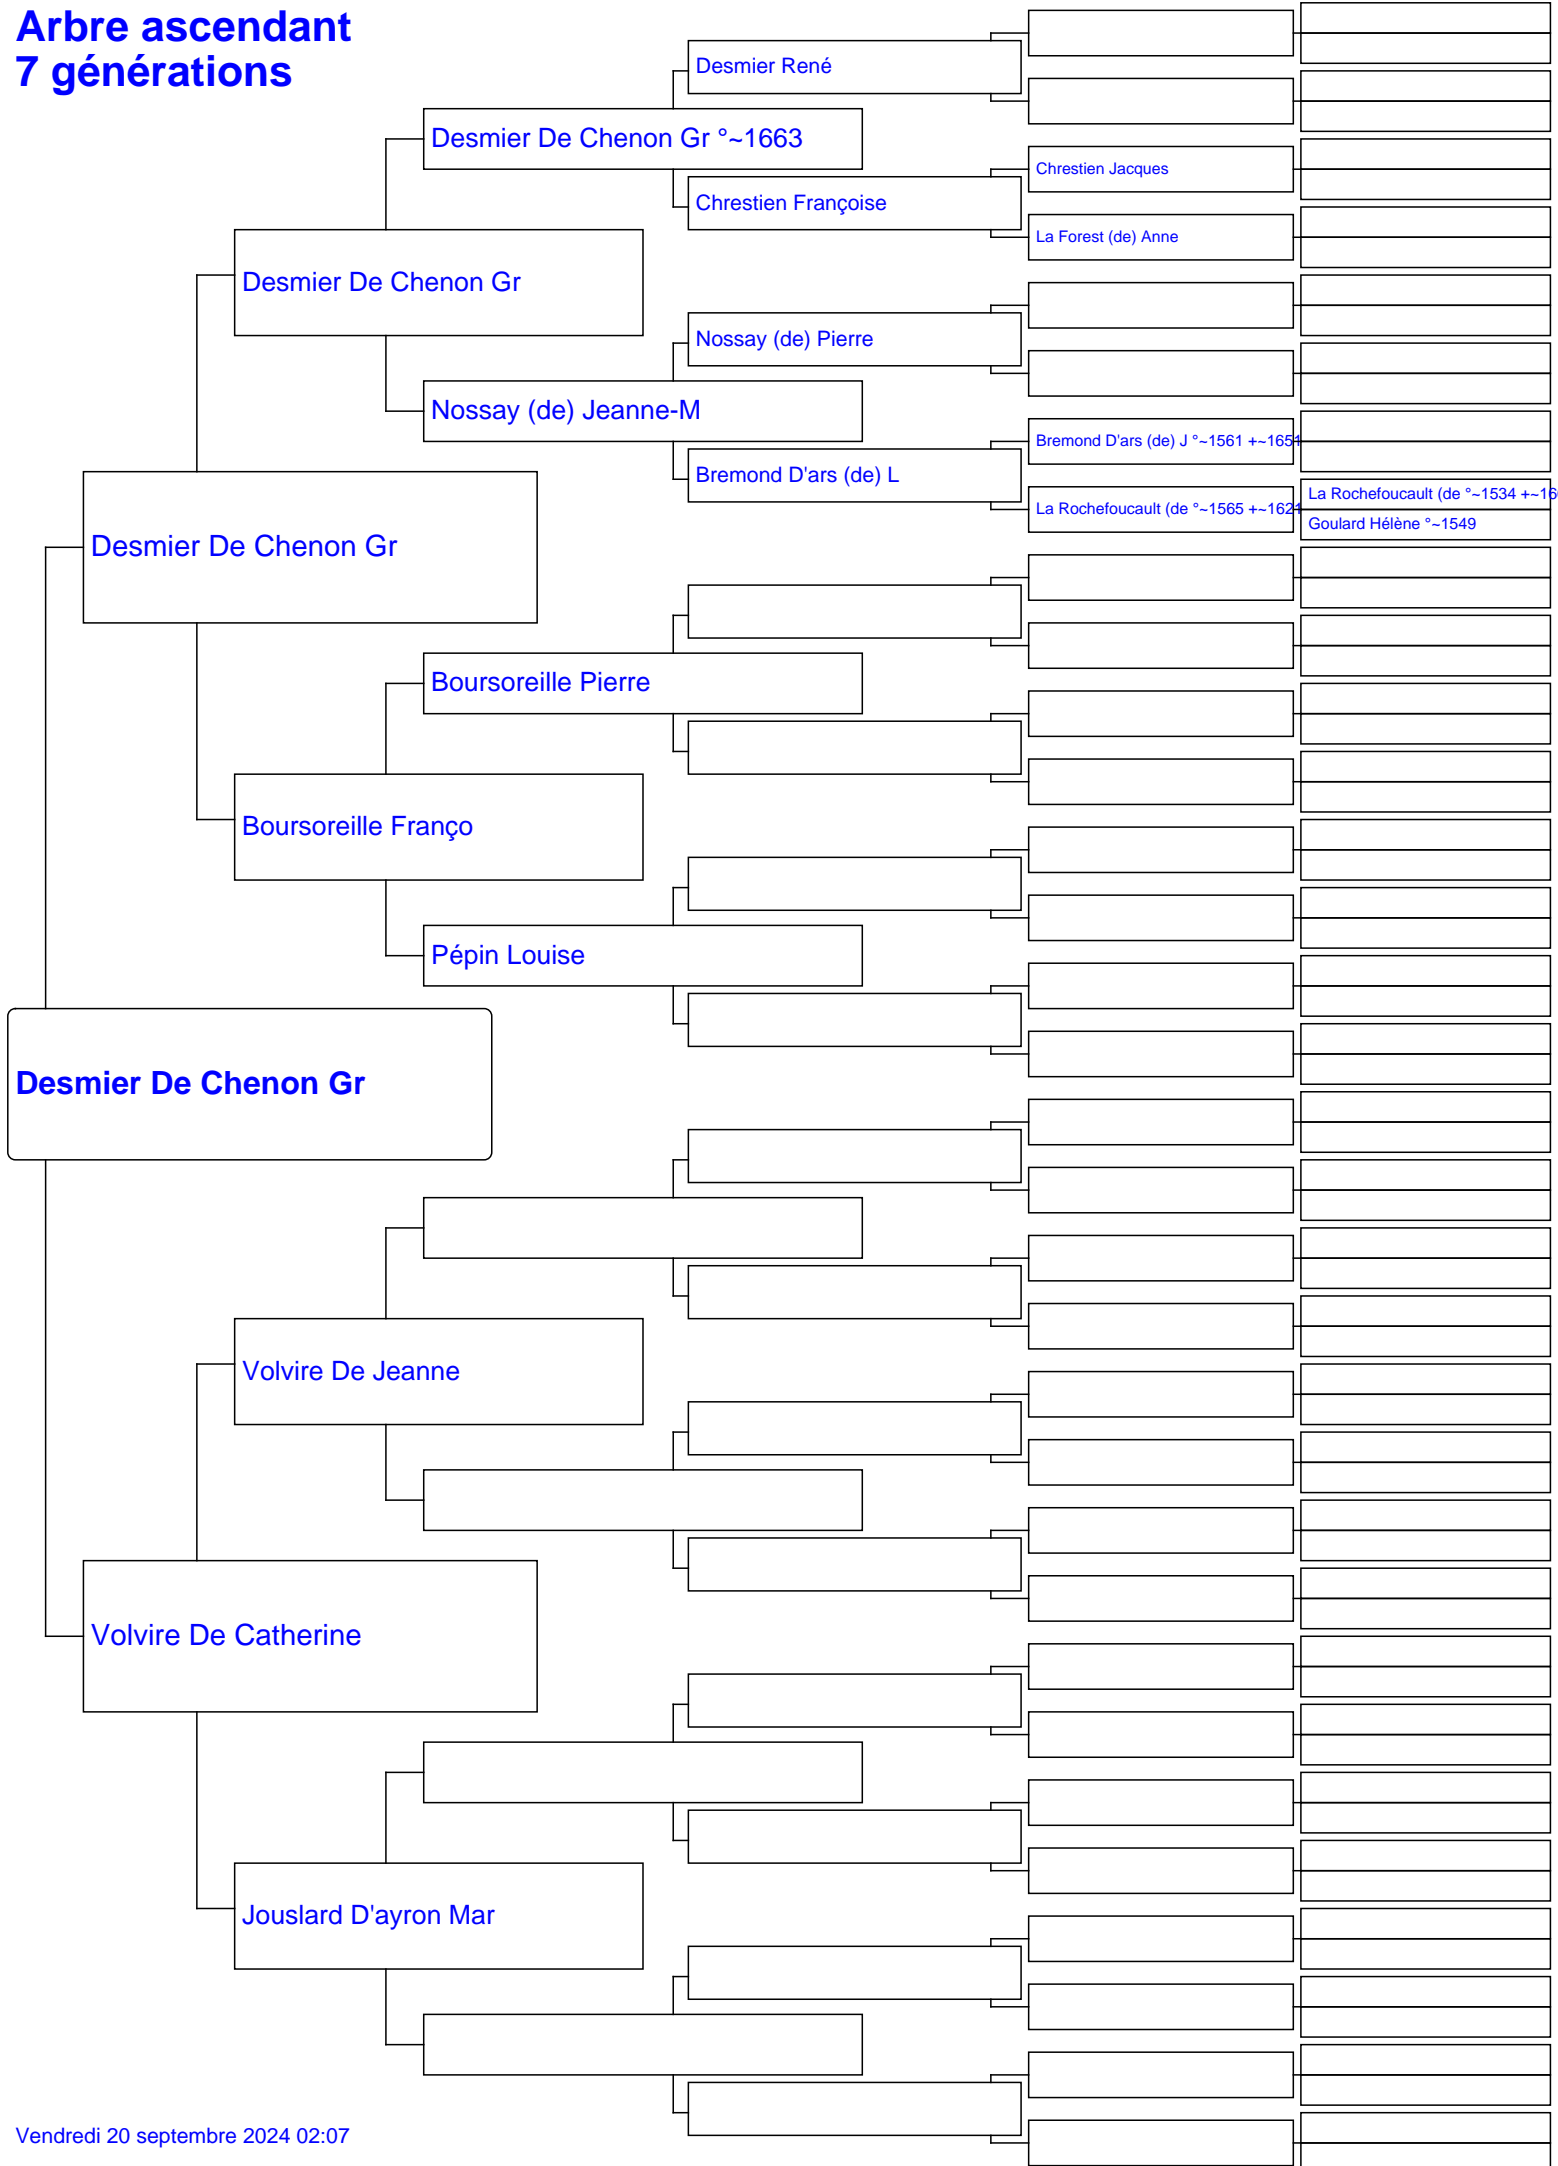 Arbre ascendant
7 générations
Desmier René
Desmier De Chenon Gr °~1663
Chrestien Jacques
Chrestien Françoise
La Forest (de) Anne
Desmier De Chenon Gr
Nossay (de) Pierre
Nossay (de) Jeanne-M
Bremond D'ars (de) J °~1561 +~1651
Bremond D'ars (de) L
La Rochefoucault (de °~1534 +~16
La Rochefoucault (de °~1565 +~1621
Goulard Hélène °~1549
Desmier De Chenon Gr
Boursoreille Pierre
Boursoreille Franço
Pépin Louise
Desmier De Chenon Gr
Volvire De Jeanne
Volvire De Catherine
Jouslard D'ayron Mar
Vendredi 20 septembre 2024 02:07